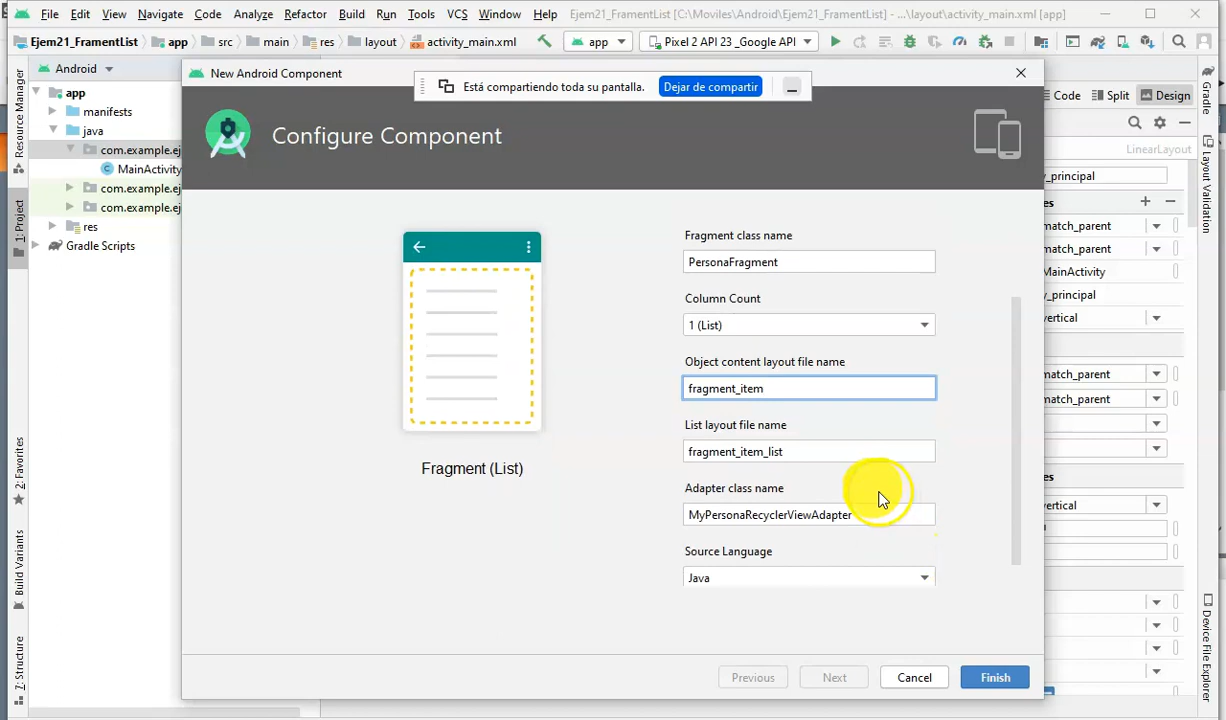 File Edit View Navigate Code Analyze Refactor Build Run Tools VCS Window Help Ejem21_FramentList [C:\Moviles\Android\Ejem21_FramentList] - ...\layout\activity_main.xml [app]
Ejem21_FramentList app src main res layout activity_main.xml app Pixel 2 API 23 _Google API
Android
New Android Component
Está compartiendo toda su pantalla. Dejar de compartir
Code Split Design
app
manifests
java
com.example.ej
MainActivity
com.example.ej
com.example.ej
res
Gradle Scripts
Configure Component
LinearLayout
y_principal
es
match_parent
match_parent
MainActivity
y_principal
vertical
match_parent
match_parent
es
vertical
Fragment (List)
Fragment class name
PersonaFragment
Column Count
1 (List)
Object content layout file name
fragment_item
List layout file name
fragment_item_list
Adapter class name
MyPersonaRecyclerViewAdapter
Source Language
Java
Previous Next Cancel Finish
Resource Manager
1: Project
2: Favorites
Build Variants
7: Structure
Gradle
Layout Validation
Device File Explorer